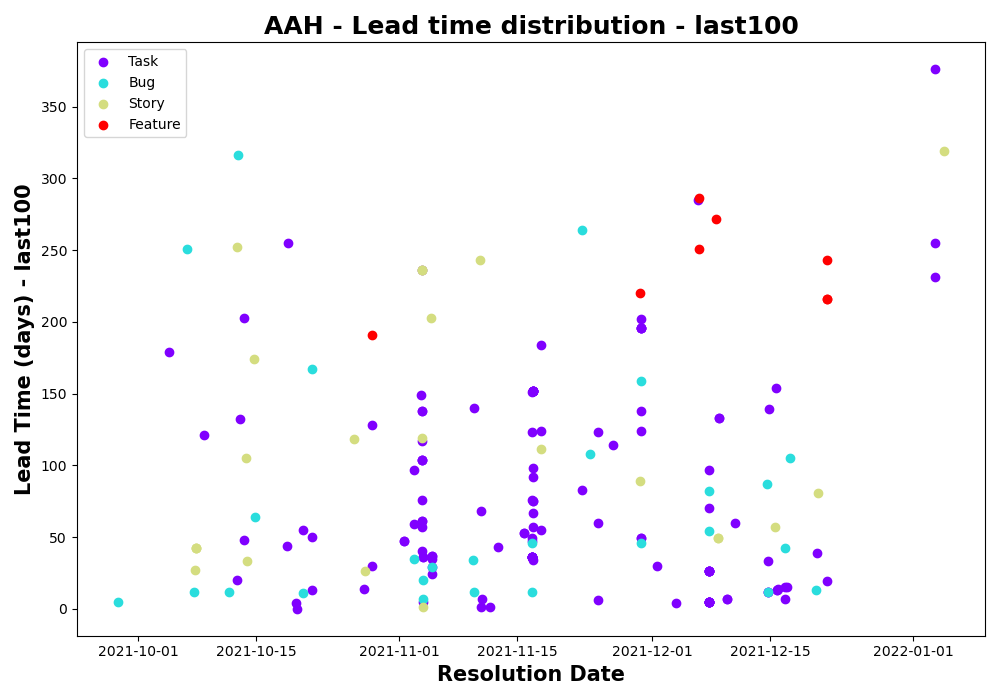 AAH - Lead time distribution - last100
Task
Bug
Story
Feature
Lead Time (days) - last100
350
300
250
200
150
100
50
0
2021-10-01 2021-10-15 2021-11-01 2021-11-15 2021-12-01 2021-12-15 2022-01-01
Resolution Date